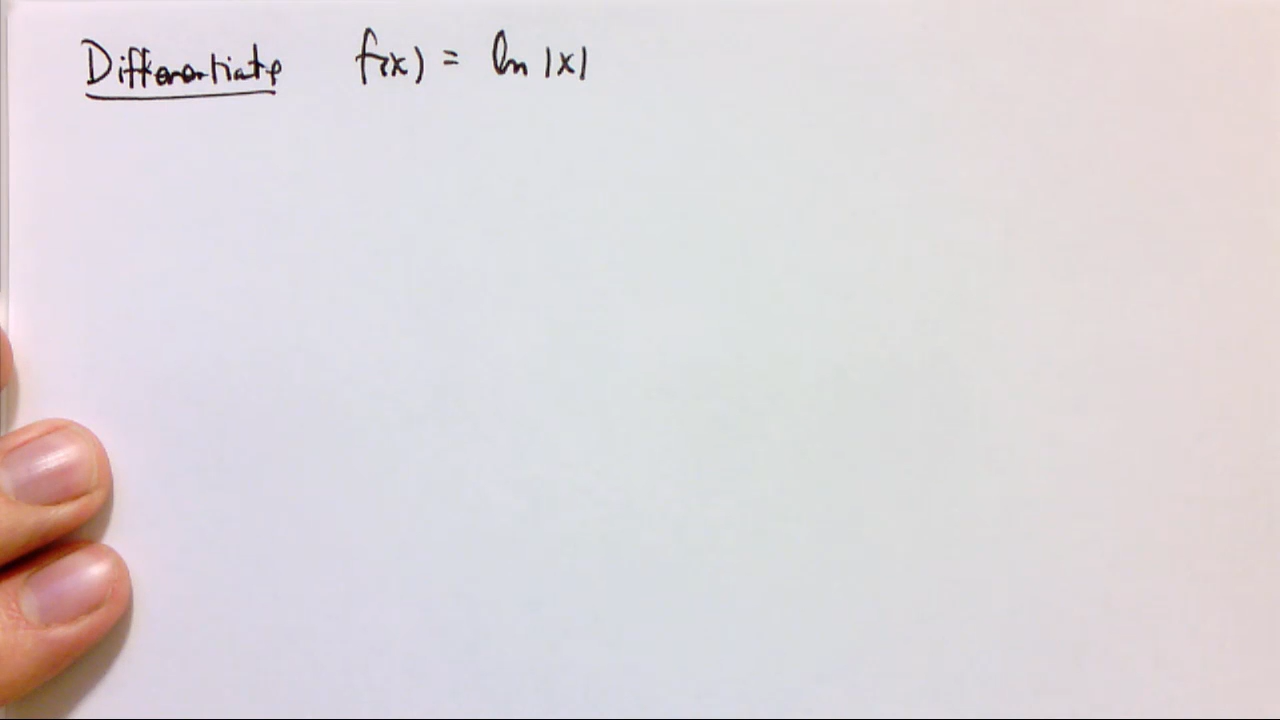 Differentiate f(x) = ln |x|